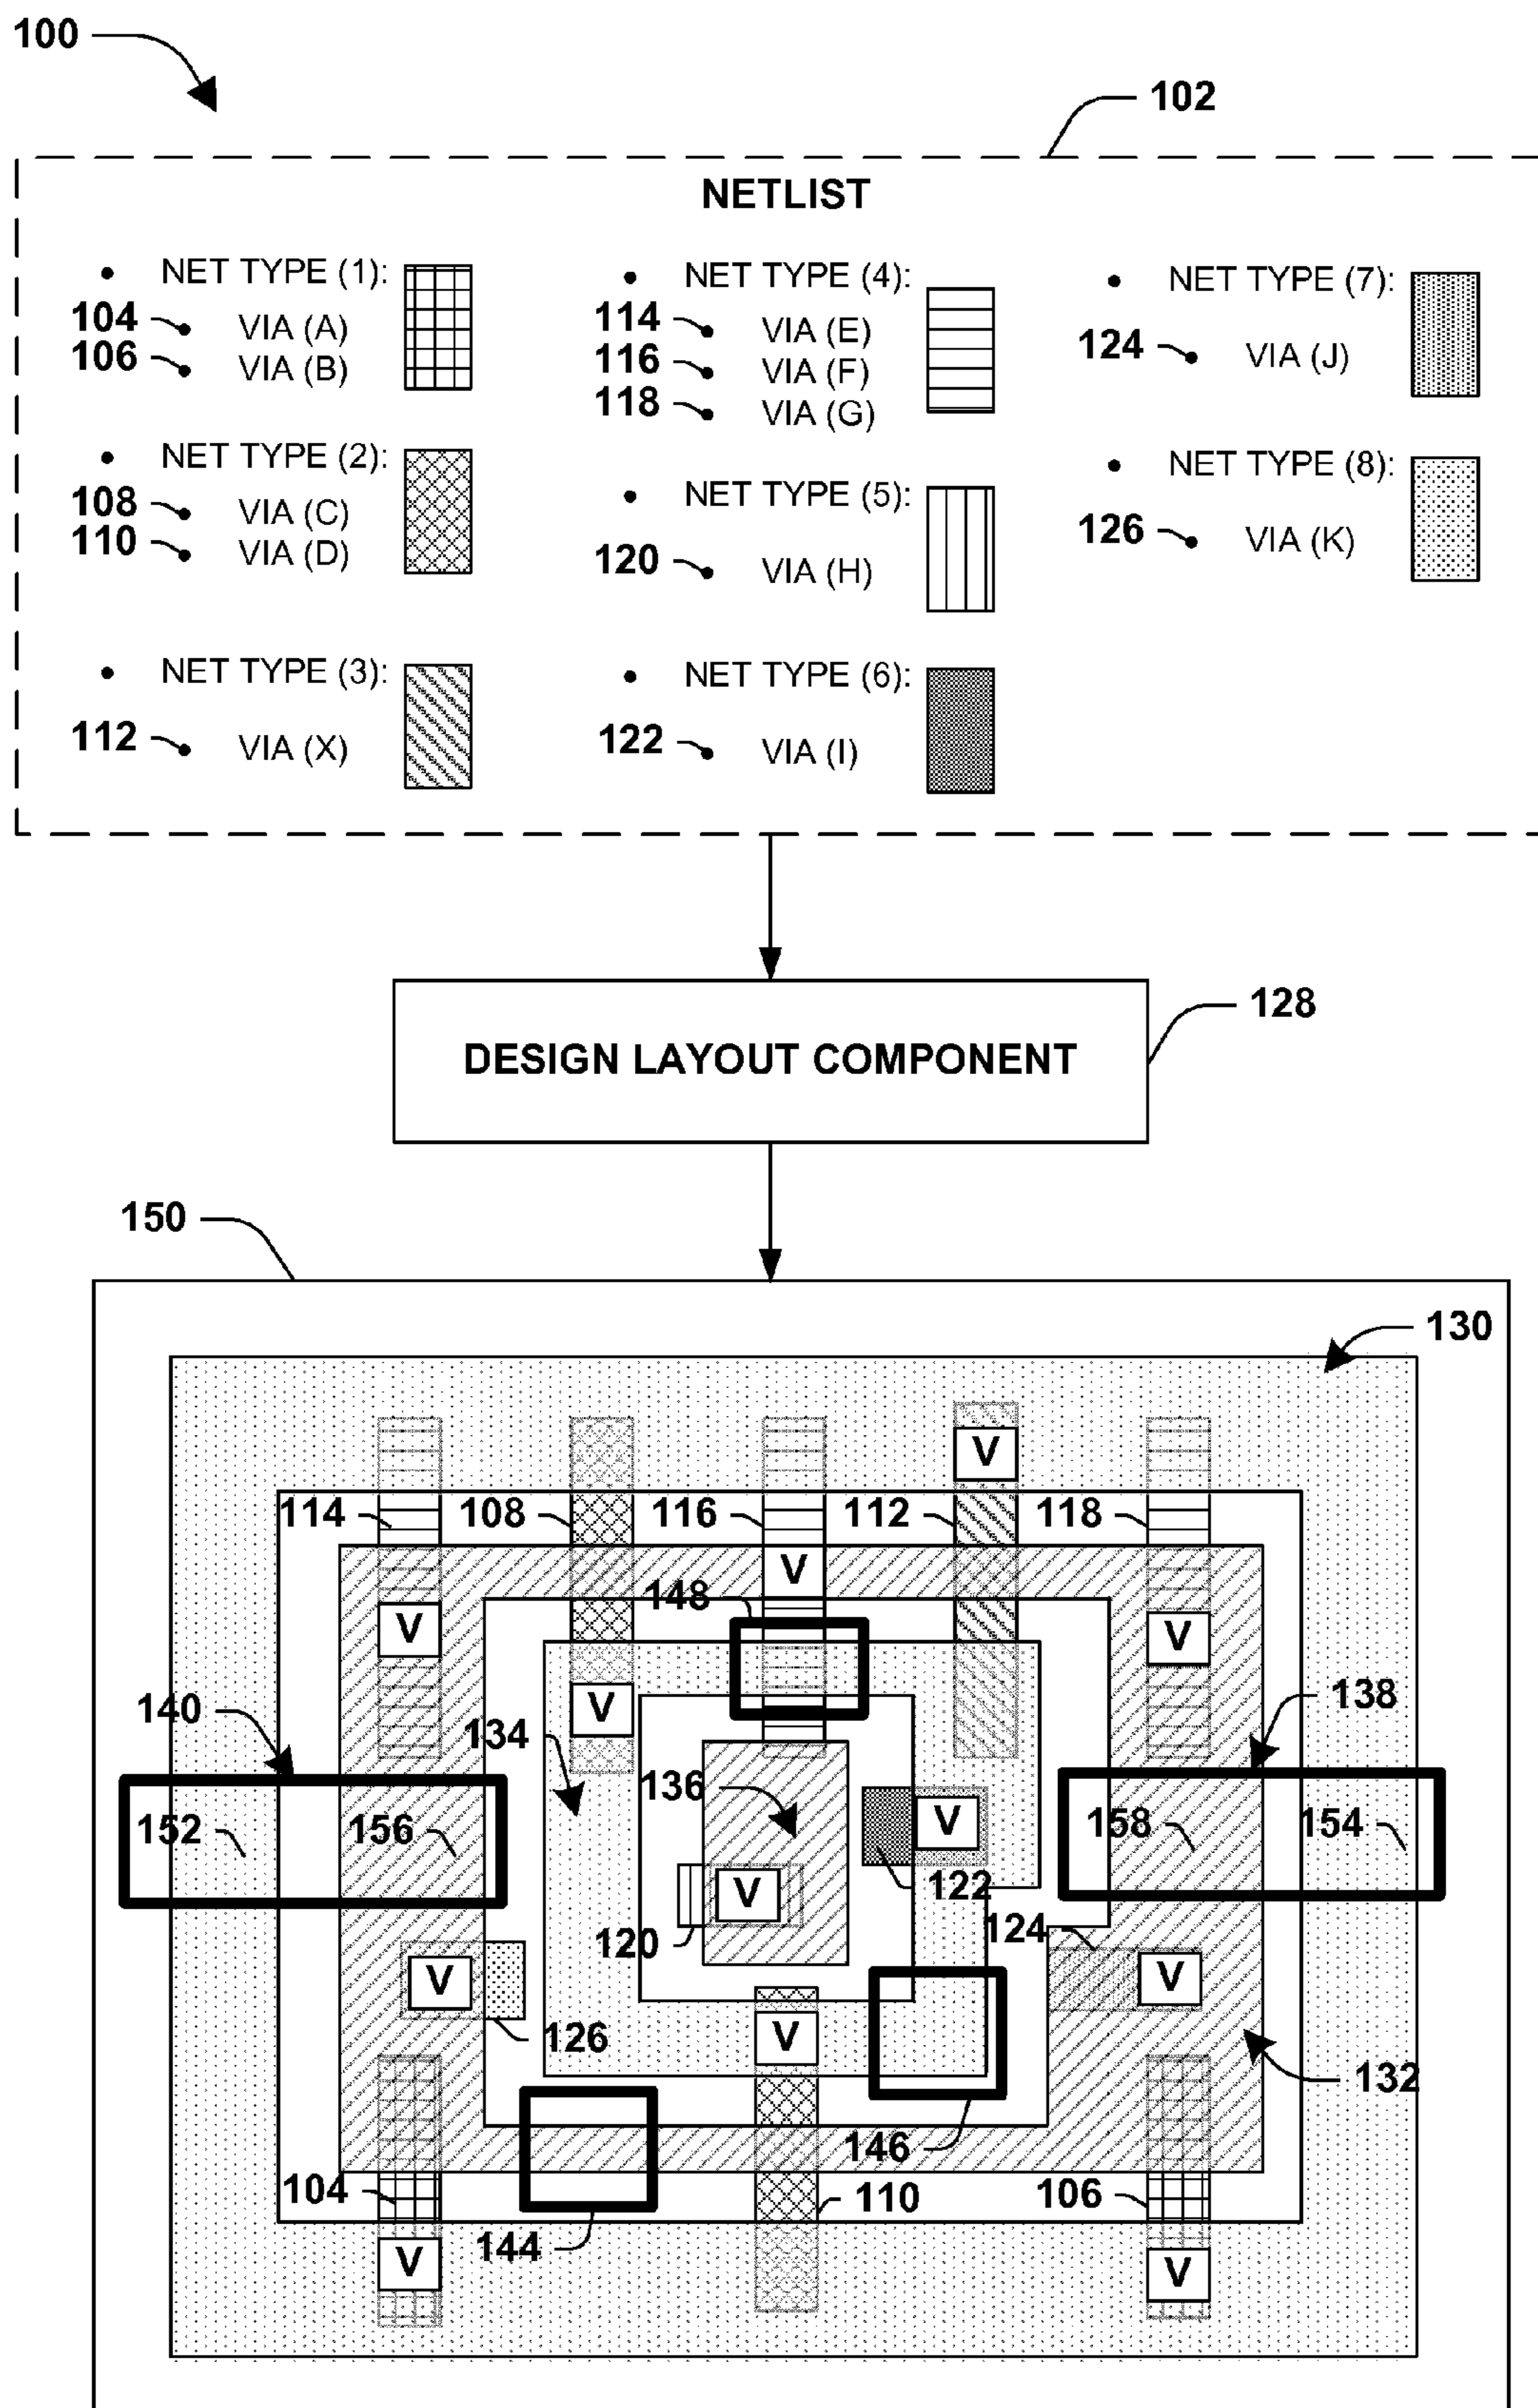 100
102
NETLIST
• NET TYPE (1):
104 • VIA (A)
106 • VIA (B)
• NET TYPE (2):
108 • VIA (C)
110 • VIA (D)
• NET TYPE (3):
112 • VIA (X)
• NET TYPE (4):
114 • VIA (E)
116 • VIA (F)
118 • VIA (G)
• NET TYPE (5):
120 • VIA (H)
• NET TYPE (6):
122 • VIA (I)
• NET TYPE (7):
124 • VIA (J)
• NET TYPE (8):
126 • VIA (K)
DESIGN LAYOUT COMPONENT
128
150
130
V
114 108 116 112 118
V
148
V V
V
140 134 138
136
152 156 V 158 154
122
V
120 124
V V
126 V
132
146
104 110 106
144
V V